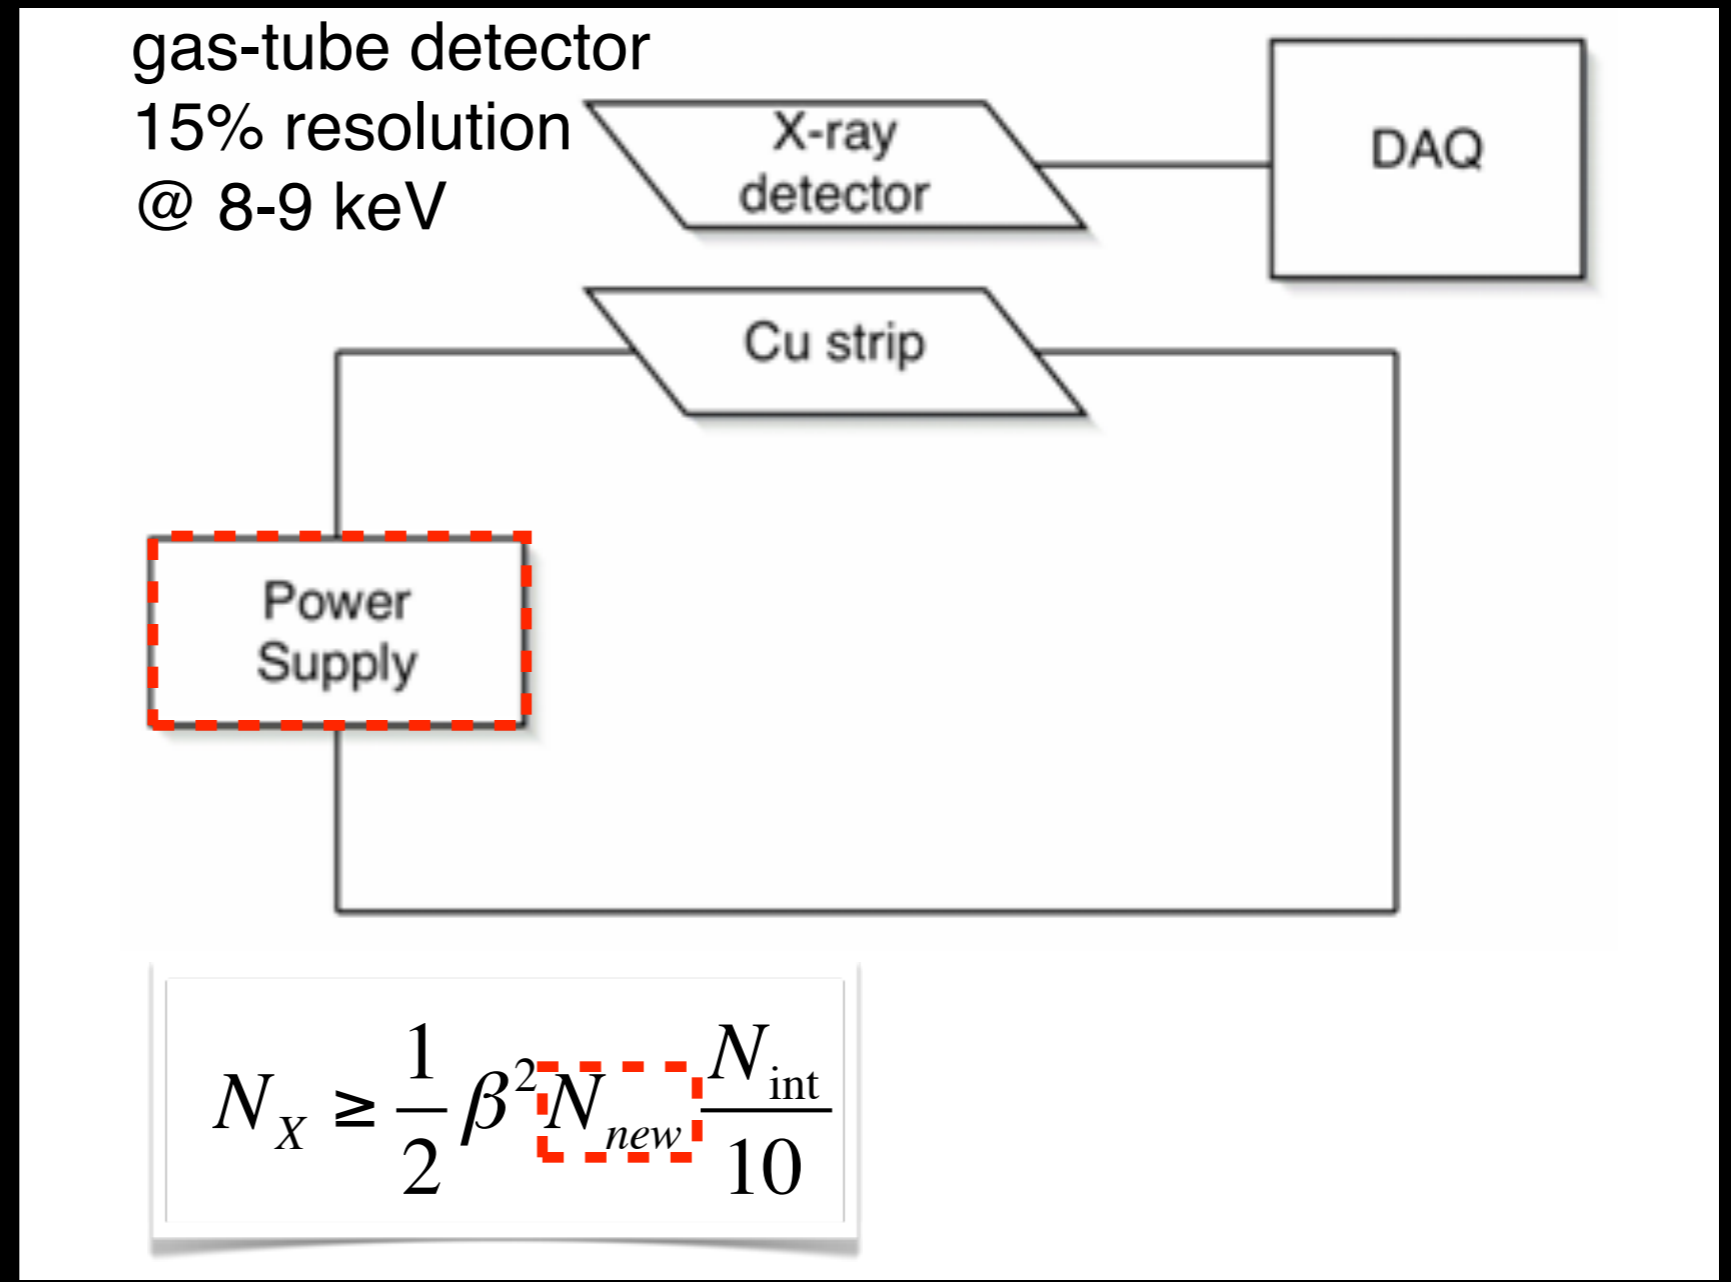 gas-tube detector
15% resolution
@ 8-9 keV
X-ray
detector
DAQ
Cu strip
Power
Supply
N_X ≥ 1/2 β² N_new N_int/10